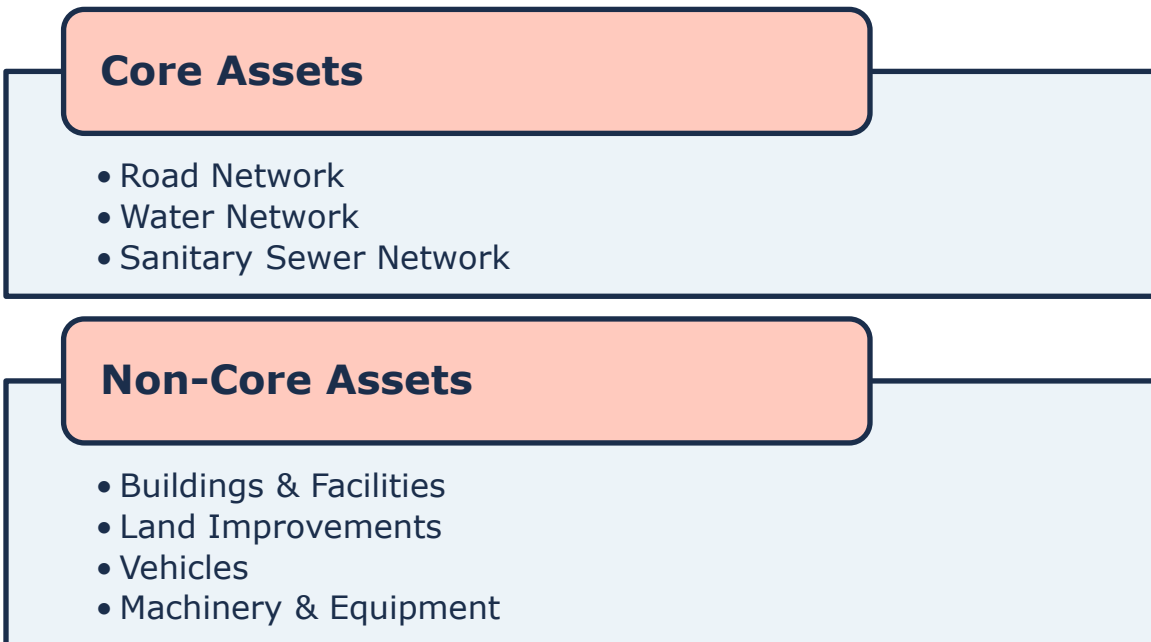 Core Assets
• Road Network
• Water Network
• Sanitary Sewer Network
Non-Core Assets
• Buildings & Facilities
• Land Improvements
• Vehicles
• Machinery & Equipment